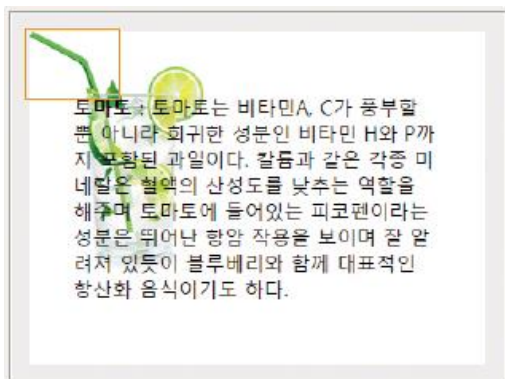 토마토 : 토마토는 비타민A, C가 풍부할
뿐 아니라 희귀한 성분인 비타민 H와 P까
지 포함된 과일이다. 칼륨과 같은 각종 미
네랄은 혈액의 산성도를 낮추는 역할을
해주며 토마토에 들어있는 피코펜이라는
성분은 뛰어난 항암 작용을 보이며 잘 알
려져 있듯이 블루베리와 함께 대표적인
항산화 음식이기도 하다.